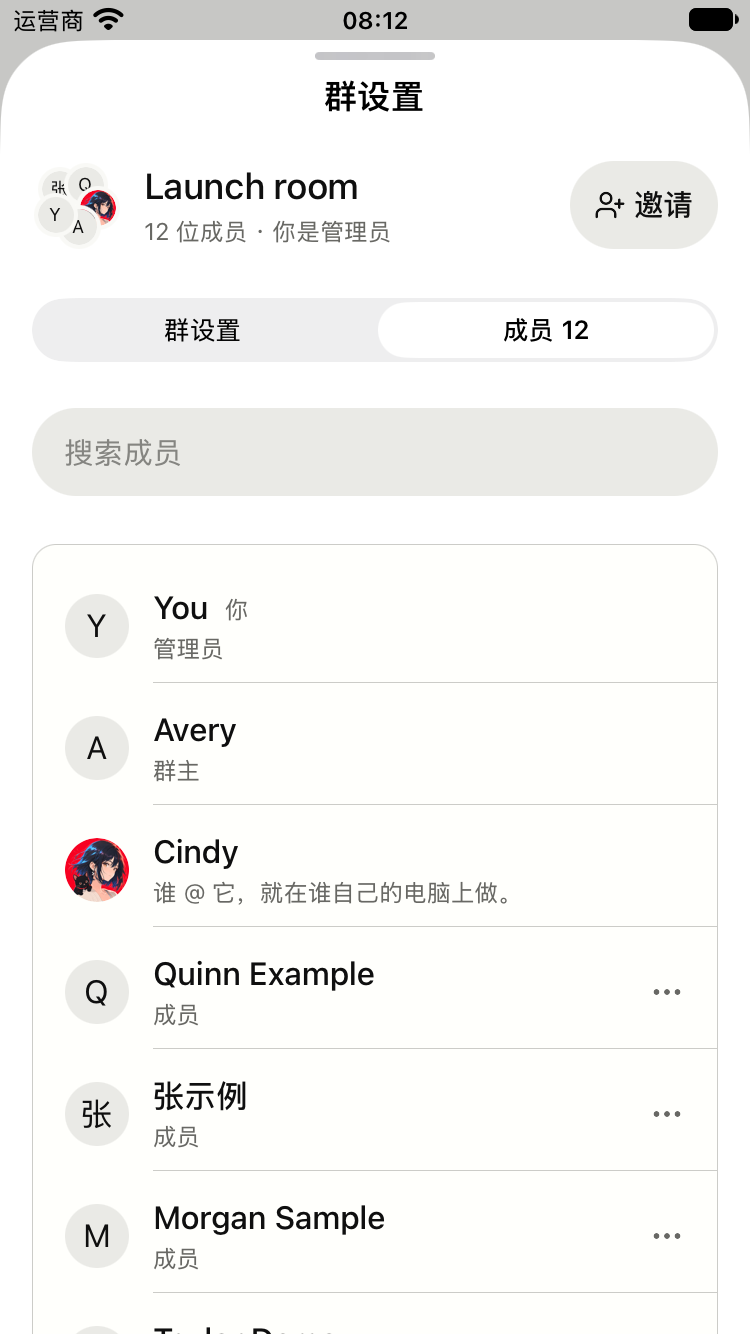 运营商
08:12
群设置
张 Q
Y A
Launch room
12 位成员 · 你是管理员
邀请
群设置
成员 12
搜索成员
Y
You 你
管理员
A
Avery
群主
Cindy
谁 @ 它，就在谁自己的电脑上做。
Q
Quinn Example
成员
张
张示例
成员
M
Morgan Sample
成员